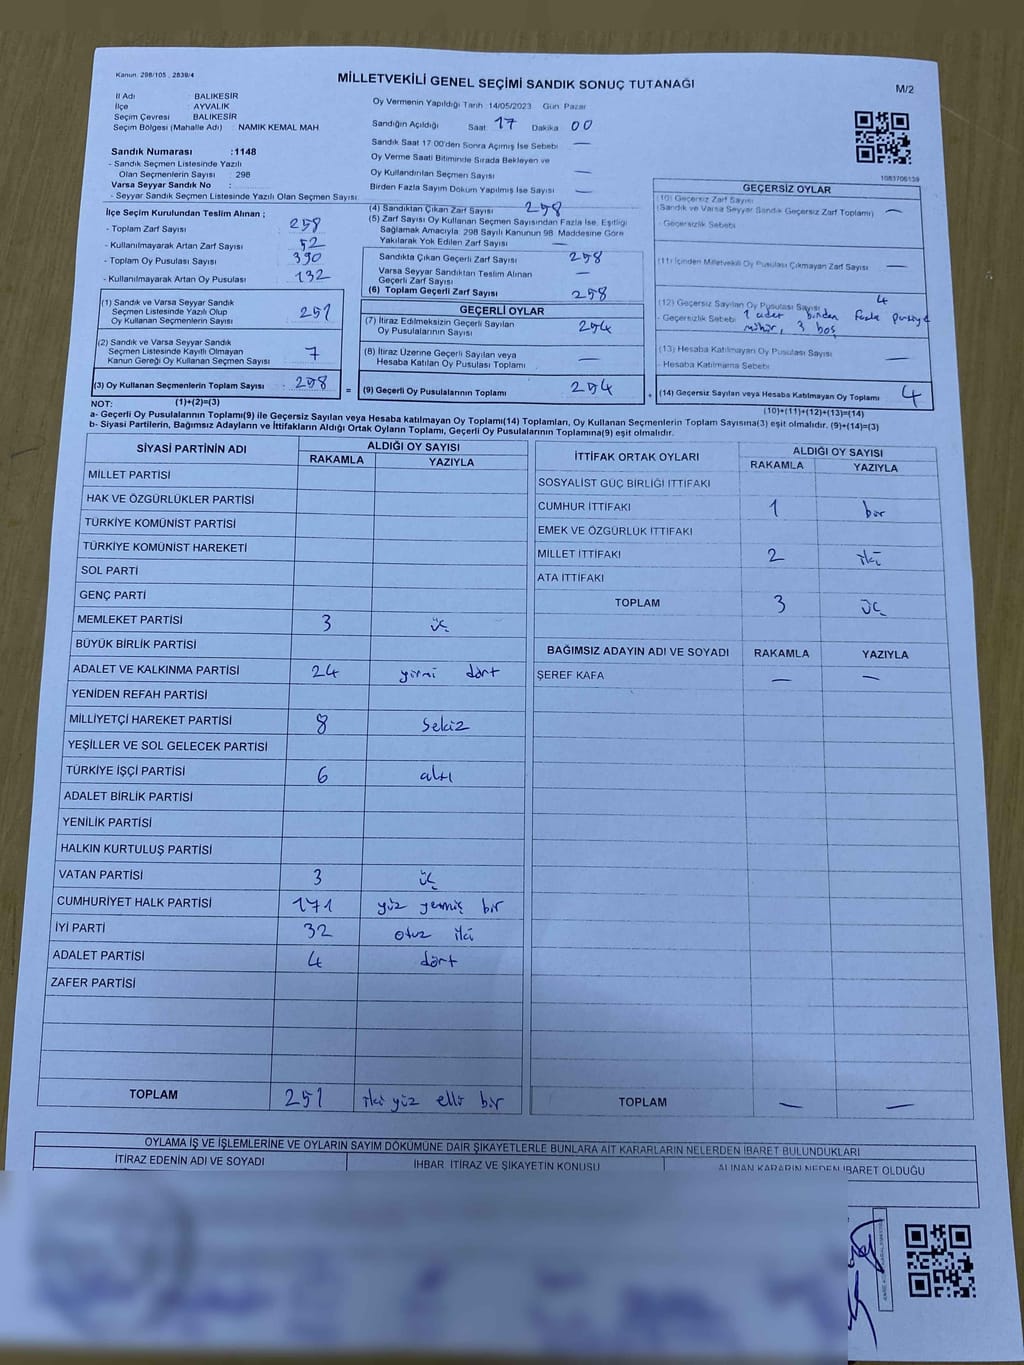 Kanun. 298/105 , 2839/4
MİLLETVEKİLİ GENEL SEÇİMİ SANDIK SONUÇ TUTANAĞI
M/2
İl Adı : BALIKESİR
İlçe : AYVALIK
Seçim Çevresi BALIKESİR
Seçim Bölgesi (Mahalle Adı) : NAMIK KEMAL MAH
Sandık Numarası :1148
- Sandık Seçmen Listesinde Yazılı
Olan Seçmenlerin Sayısı : 298
Varsa Seyyar Sandık No :
- Seyyar Sandık Seçmen Listesinde Yazılı Olan Seçmen Sayısı
Oy Vermenin Yapıldığı Tarih :14/05/2023 Gün Pazar
Sandığın Açıldığı Saat 17 Dakika 00
Sandık Saat 17:00'den Sonra Açımış İse Sebebi —
Oy Verme Saati Bitiminde Sırada Bekleyen ve
Oy Kullandırılan Seçmen Sayısı —
Birden Fazla Sayım Döküm Yapılmış İse Sayısı —
1083706139
İlçe Seçim Kurulundan Teslim Alınan ;
- Toplam Zarf Sayısı
- Kullanılmayarak Artan Zarf Sayısı 52
- Toplam Oy Pusulası Sayısı 390
- Kullanılmayarak Artan Oy Pusulası 132
(1) Sandık ve Varsa Seyyar Sandık
Seçmen Listesinde Yazılı Olup
Oy Kullanan Seçmenlerin Sayısı 251
(2) Sandık ve Varsa Seyyar Sandık
Seçmen Listesinde Kayıtlı Olmayan
Kanun Gereği Oy Kullanan Seçmen Sayısı 7
(3) Oy Kullanan Seçmenlerin Toplam Sayısı : 258 =
(1)+(2)=(3)
(4) Sandıktan Çıkan Zarf Sayısı 258
(5) Zarf Sayısı Oy Kullanan Seçmen Sayısından Fazla İse, Eşitliği
Sağlamak Amacıyla, 298 Sayılı Kanunun 98. Maddesine Göre
Yakılarak Yok Edilen Zarf Sayısı —
Sandıkta Çıkan Geçerli Zarf Sayısı 258
Varsa Seyyar Sandıktan Teslim Alınan
Geçerli Zarf Sayısı —
(6) Toplam Geçerli Zarf Sayısı 258
GEÇERLİ OYLAR
(7) İtiraz Edilmeksizin Geçerli Sayılan
Oy Pusulalarının Sayısı 254
(8) İtiraz Üzerine Geçerli Sayılan veya
Hesaba Katılan Oy Pusulaları Toplamı —
(9) Geçerli Oy Pusulalarının Toplamı 254 +
GEÇERSİZ OYLAR
(10) Geçersiz Zarf Sayısı
(Sandık ve Varsa Seyyar Sandık Geçersiz Zarf Toplamı) —
- Geçersizlik Sebebi
(11) İçinden Milletvekili Oy Pusulası Çıkmayan Zarf Sayısı —
(12) Geçersiz Sayılan Oy Pusulası Sayısı 4
- Geçersizlik Sebebi 1 adet birden fazla partiye
mühür, 3 boş
(13) Hesaba Katılmayan Oy Pusulası Sayısı —
- Hesaba Katılmama Sebebi
(14) Geçersiz Sayılan veya Hesaba Katılmayan Oy Toplamı 4
(10)+(11)+(12)+(13)=(14)
NOT:
a- Geçerli Oy Pusulalarının Toplamı(9) ile Geçersiz Sayılan veya Hesaba katılmayan Oy Toplamı(14) Toplamları, Oy Kullanan Seçmenlerin Toplam Sayısına(3) eşit olmalıdır. (9)+(14)=(3)
b- Siyasi Partilerin, Bağımsız Adayların ve İttifakların Aldığı Ortak Oyların Toplamı, Geçerli Oy Pusulalarının Toplamına(9) eşit olmalıdır.
SİYASİ PARTİNİN ADI ALDIĞI OY SAYISI
RAKAMLA YAZIYLA
MİLLET PARTİSİ
HAK VE ÖZGÜRLÜKLER PARTİSİ
TÜRKİYE KOMÜNİST PARTİSİ
TÜRKİYE KOMÜNİST HAREKETİ
SOL PARTİ
GENÇ PARTİ
MEMLEKET PARTİSİ 3 üç
BÜYÜK BİRLİK PARTİSİ
ADALET VE KALKINMA PARTİSİ 24 yirmi dört
YENİDEN REFAH PARTİSİ
MİLLİYETÇİ HAREKET PARTİSİ 8 Sekiz
YEŞİLLER VE SOL GELECEK PARTİSİ
TÜRKİYE İŞÇİ PARTİSİ 6 altı
ADALET BİRLİK PARTİSİ
YENİLİK PARTİSİ
HALKIN KURTULUŞ PARTİSİ
VATAN PARTİSİ 3 üç
CUMHURİYET HALK PARTİSİ 171 yüz yetmiş bir
İYİ PARTİ 32 otuz iki
ADALET PARTİSİ 4 dört
ZAFER PARTİSİ
TOPLAM 251 iki yüz elli bir
İTTİFAK ORTAK OYLARI ALDIĞI OY SAYISI
RAKAMLA YAZIYLA
SOSYALİST GÜÇ BİRLİĞİ İTTİFAKI
CUMHUR İTTİFAKI 1 bir
EMEK VE ÖZGÜRLÜK İTTİFAKI
MİLLET İTTİFAKI 2 iki
ATA İTTİFAKI
TOPLAM 3 üç
BAĞIMSIZ ADAYIN ADI VE SOYADI RAKAMLA YAZIYLA
ŞEREF KAFA — —
TOPLAM — —
OYLAMA İŞ VE İŞLEMLERİNE VE OYLARIN SAYIM DÖKÜMÜNE DAİR ŞİKAYETLERLE BUNLARA AİT KARARLARIN NELERDEN İBARET BULUNDUKLARI
İTİRAZ EDENİN ADI VE SOYADI İHBAR, İTİRAZ VE ŞİKAYETİN KONUSU ALINAN KARARIN NEDEN İBARET OLDUĞU